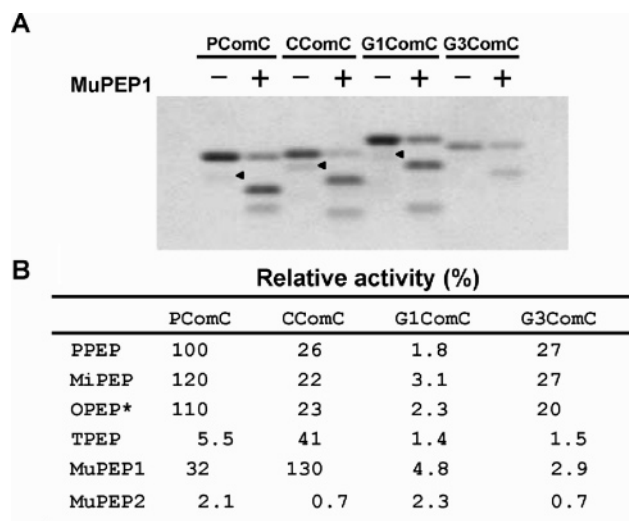 A
PComC CComC G1ComC G3ComC
MuPEP1 − + − + − + − +
B
Relative activity (%)
PComC CComC G1ComC G3ComC
PPEP 100 26 1.8 27
MiPEP 120 22 3.1 27
OPEP* 110 23 2.3 20
TPEP 5.5 41 1.4 1.5
MuPEP1 32 130 4.8 2.9
MuPEP2 2.1 0.7 2.3 0.7